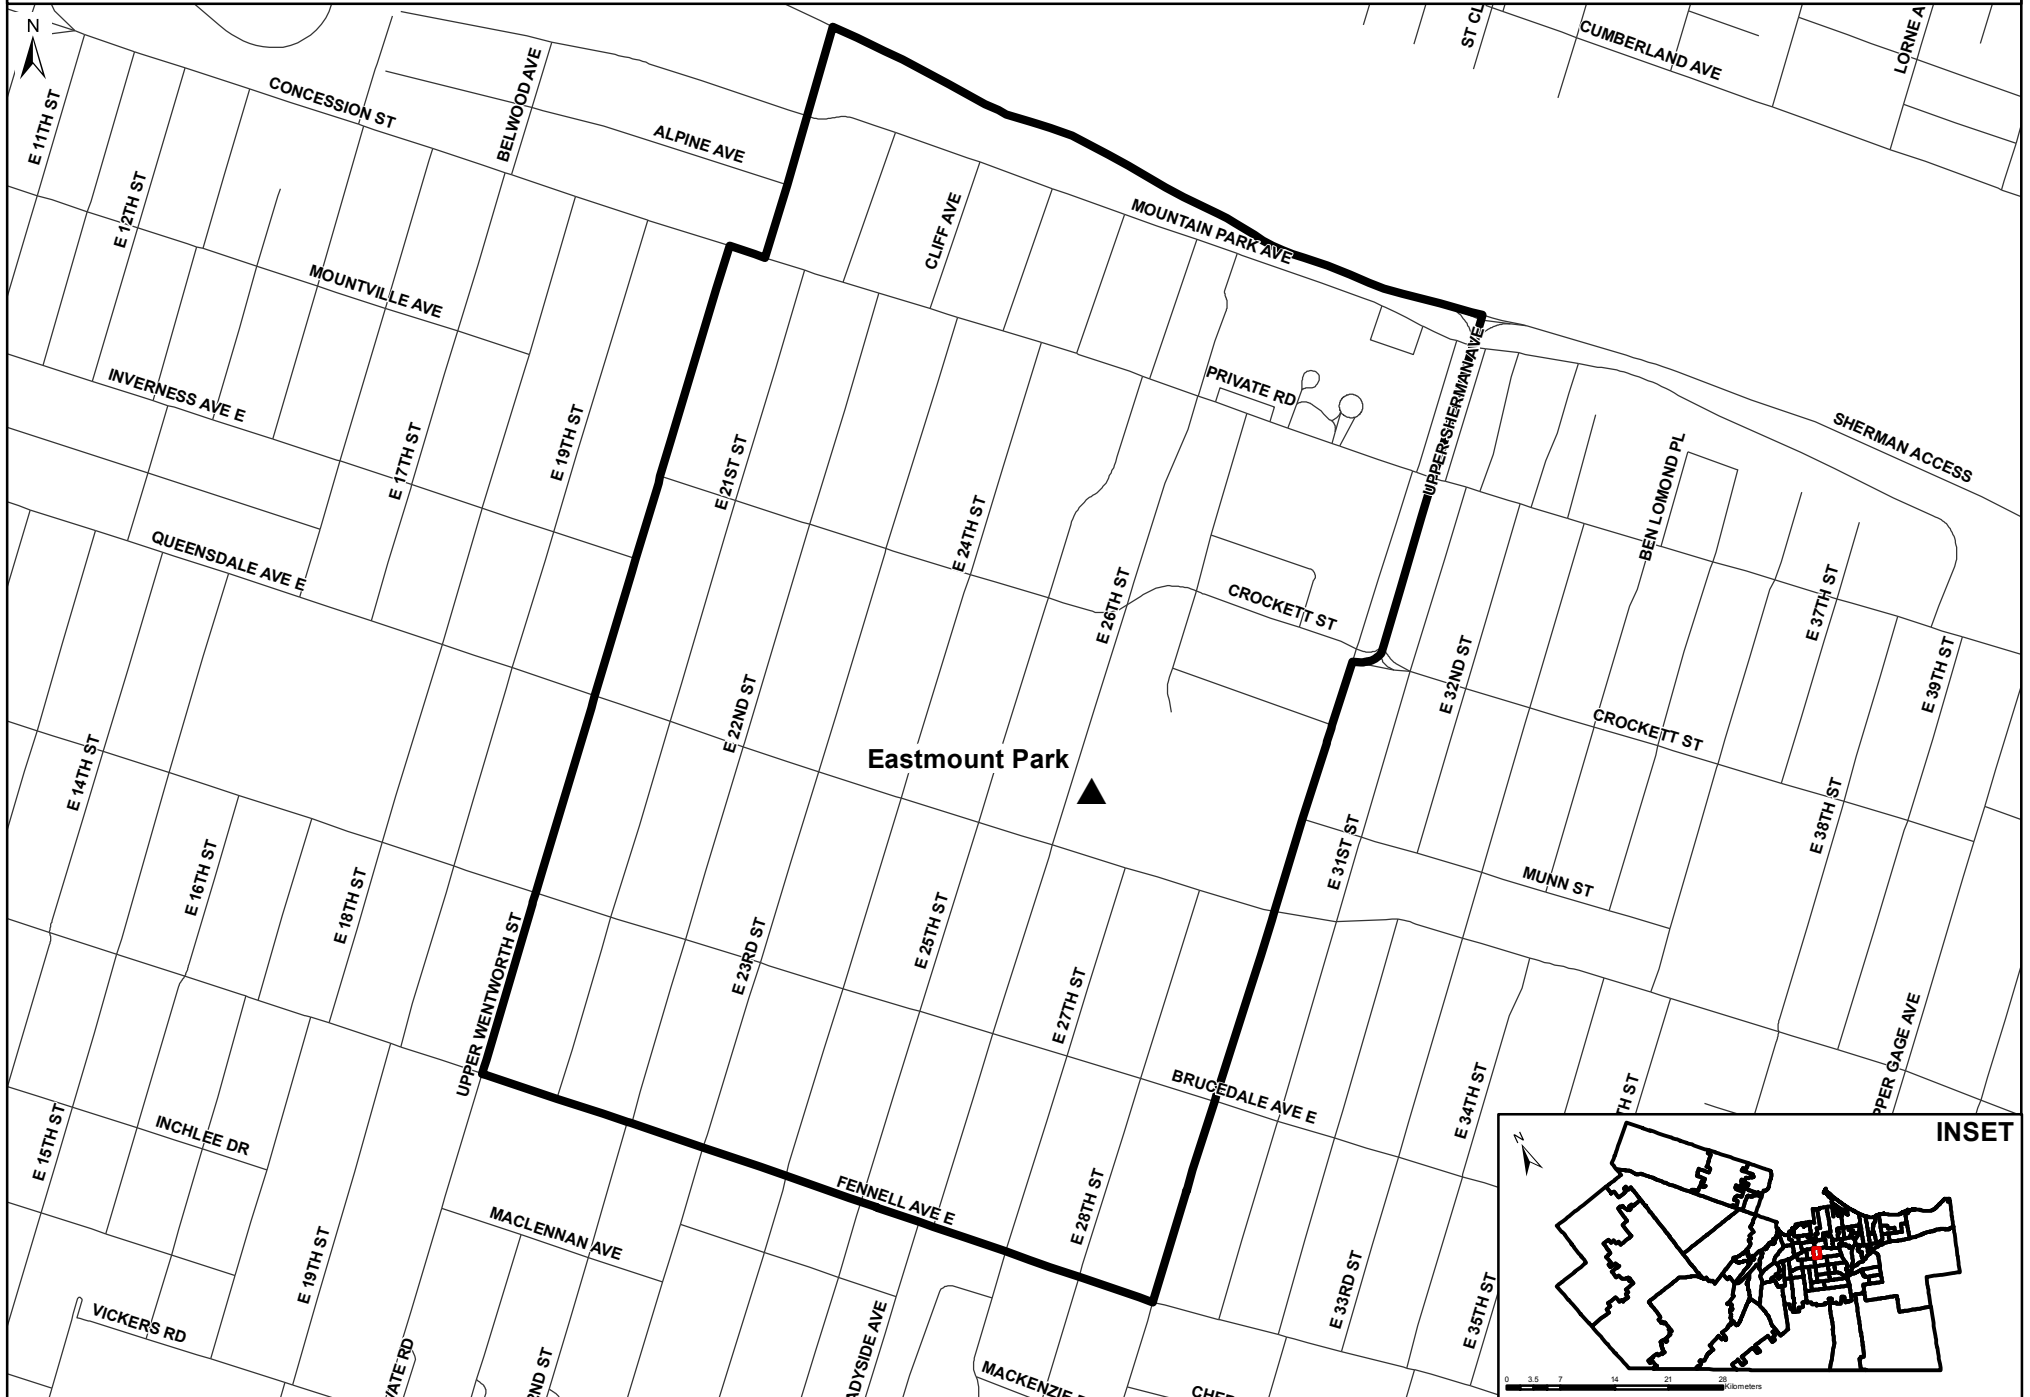 N
E 11TH ST
CONCESSION ST
BELWOOD AVE
ALPINE AVE
CUMBERLAND AVE
E 12TH ST
CLIFF AVE
MOUNTAIN PARK AVE
MOUNTVILLE AVE
INVERNESS AVE E
E 17TH ST
E 19TH ST
E 21ST ST
PRIVATE RD
UPPER SHERMAN AVE
SHERMAN ACCESS
BEN LOMOND PL
E 24TH ST
QUEENSDALE AVE E
E 26TH ST
CROCKETT ST
E 37TH ST
E 32ND ST
E 39TH ST
E 22ND ST
CROCKETT ST
Eastmount Park
E 14TH ST
E 16TH ST
E 18TH ST
E 31ST ST
E 38TH ST
MUNN ST
E 25TH ST
E 23RD ST
UPPER WENTWORTH ST
E 27TH ST
BRUCEDALE AVE E
E 34TH ST
E 15TH ST
INCHLEE DR
INSET
N
E 28TH ST
FENNELL AVE E
MACLENNAN AVE
E 19TH ST
E 33RD ST
E 35TH ST
VICKERS RD
0 3.5 7 14 21 28
Kilometers